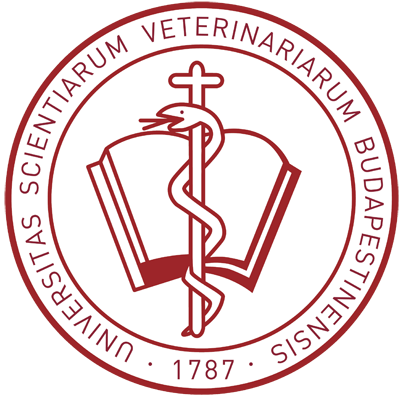 UNIVERSITAS SCIENTIARUM VETERINARIARUM BUDAPESTINENSIS
· 1787 ·